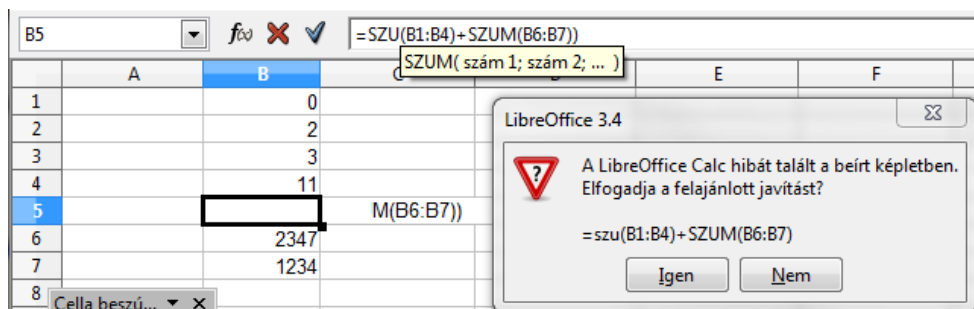 B5 f(x) =SZU(B1:B4)+SZUM(B6:B7))
SZUM( szám 1; szám 2; ... )
A B E F
1 0
2 2
3 3
4 11
5 M(B6:B7))
6 2347
7 1234
8
Cella beszú...
LibreOffice 3.4
A LibreOffice Calc hibát talált a beírt képletben.
Elfogadja a felajánlott javítást?
=szu(B1:B4)+SZUM(B6:B7)
Igen Nem